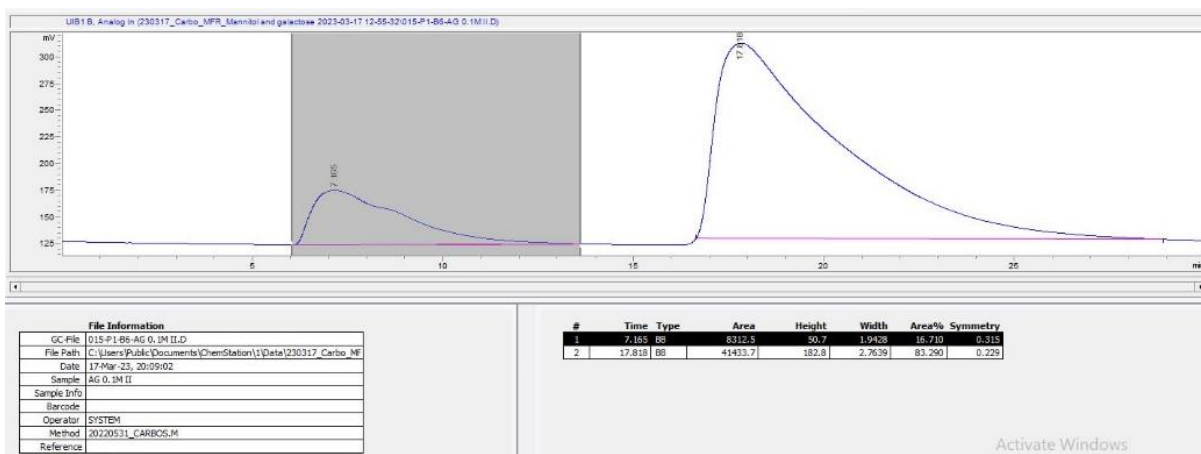 UIB1 B, Analog In (230317_Carbo_MFR_Mannitol and galactose 2023-03-17 12-55-32\015-P1-B6-AG 0.1M II.D)
mV
300
275
250
225
200
175
150
125
7.165
17.818
5 10 15 20 25 mi
File Information
GC-File 015-P1-B6-AG 0.1M II.D
File Path C:\Users\Public\Documents\ChemStation\1\Data\230317_Carbo_MF
Date 17-Mar-23, 20:09:02
Sample AG 0.1M II
Sample Info
Barcode
Operator SYSTEM
Method 20220531_CARBOS.M
Reference
# Time Type Area Height Width Area% Symmetry
1 7.165 BB 8312.5 50.7 1.9428 16.710 0.315
2 17.818 BB 41433.7 182.8 2.7639 83.290 0.229
Activate Windows